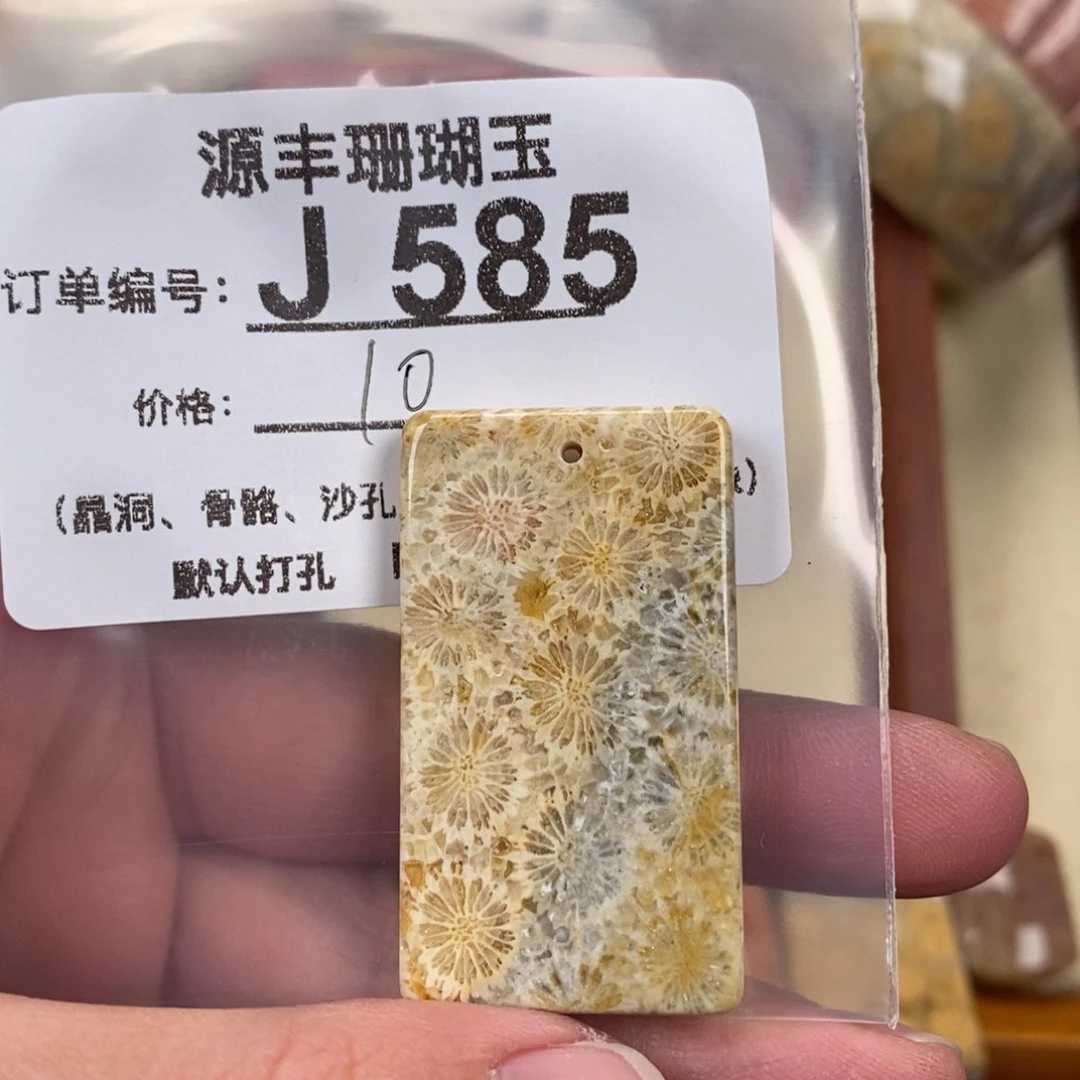 源丰珊瑚玉
订单编号: J 585
价格: 10
(晶洞、骨骼、沙孔
默认打孔